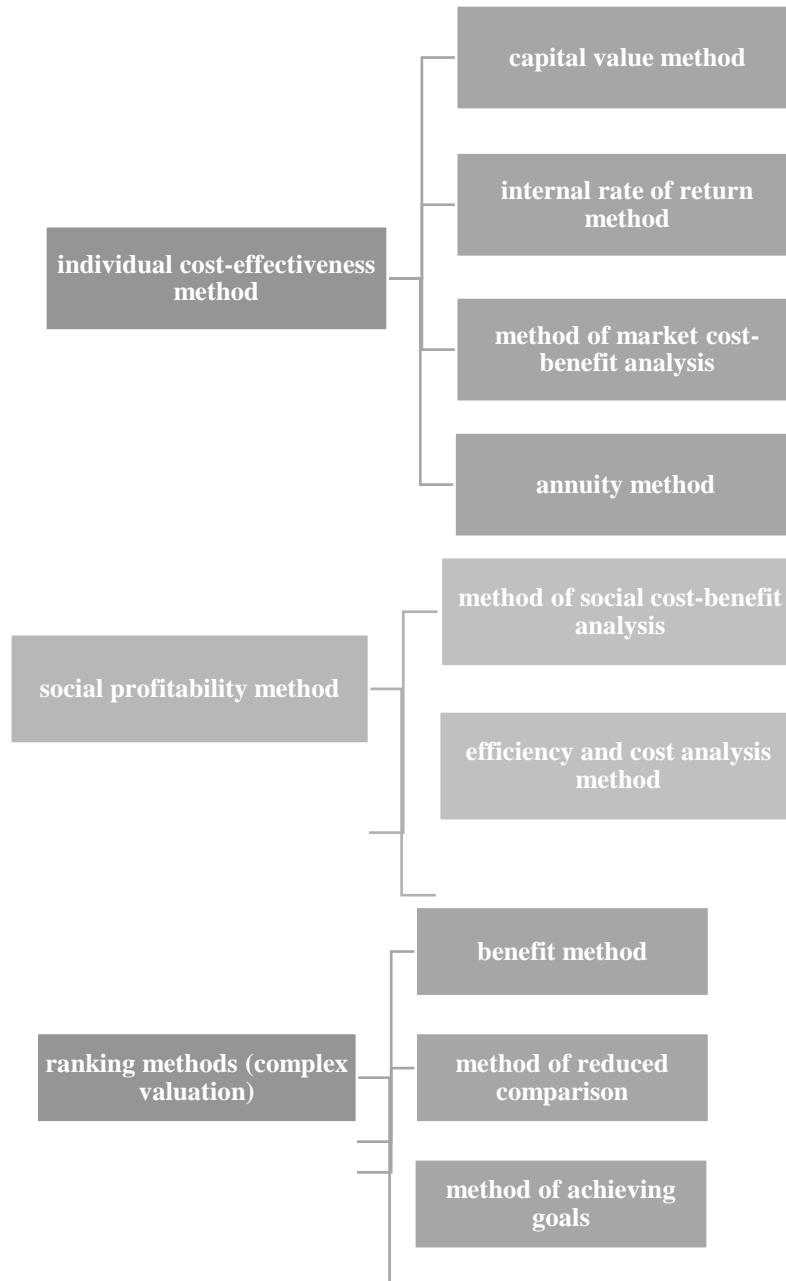 capital value method
internal rate of return
method
individual cost-effectiveness
method
method of market cost-
benefit analysis
annuity method
method of social cost-benefit
analysis
social profitability method
efficiency and cost analysis
method
benefit method
ranking methods (complex
valuation)
method of reduced
comparison
method of achieving
goals